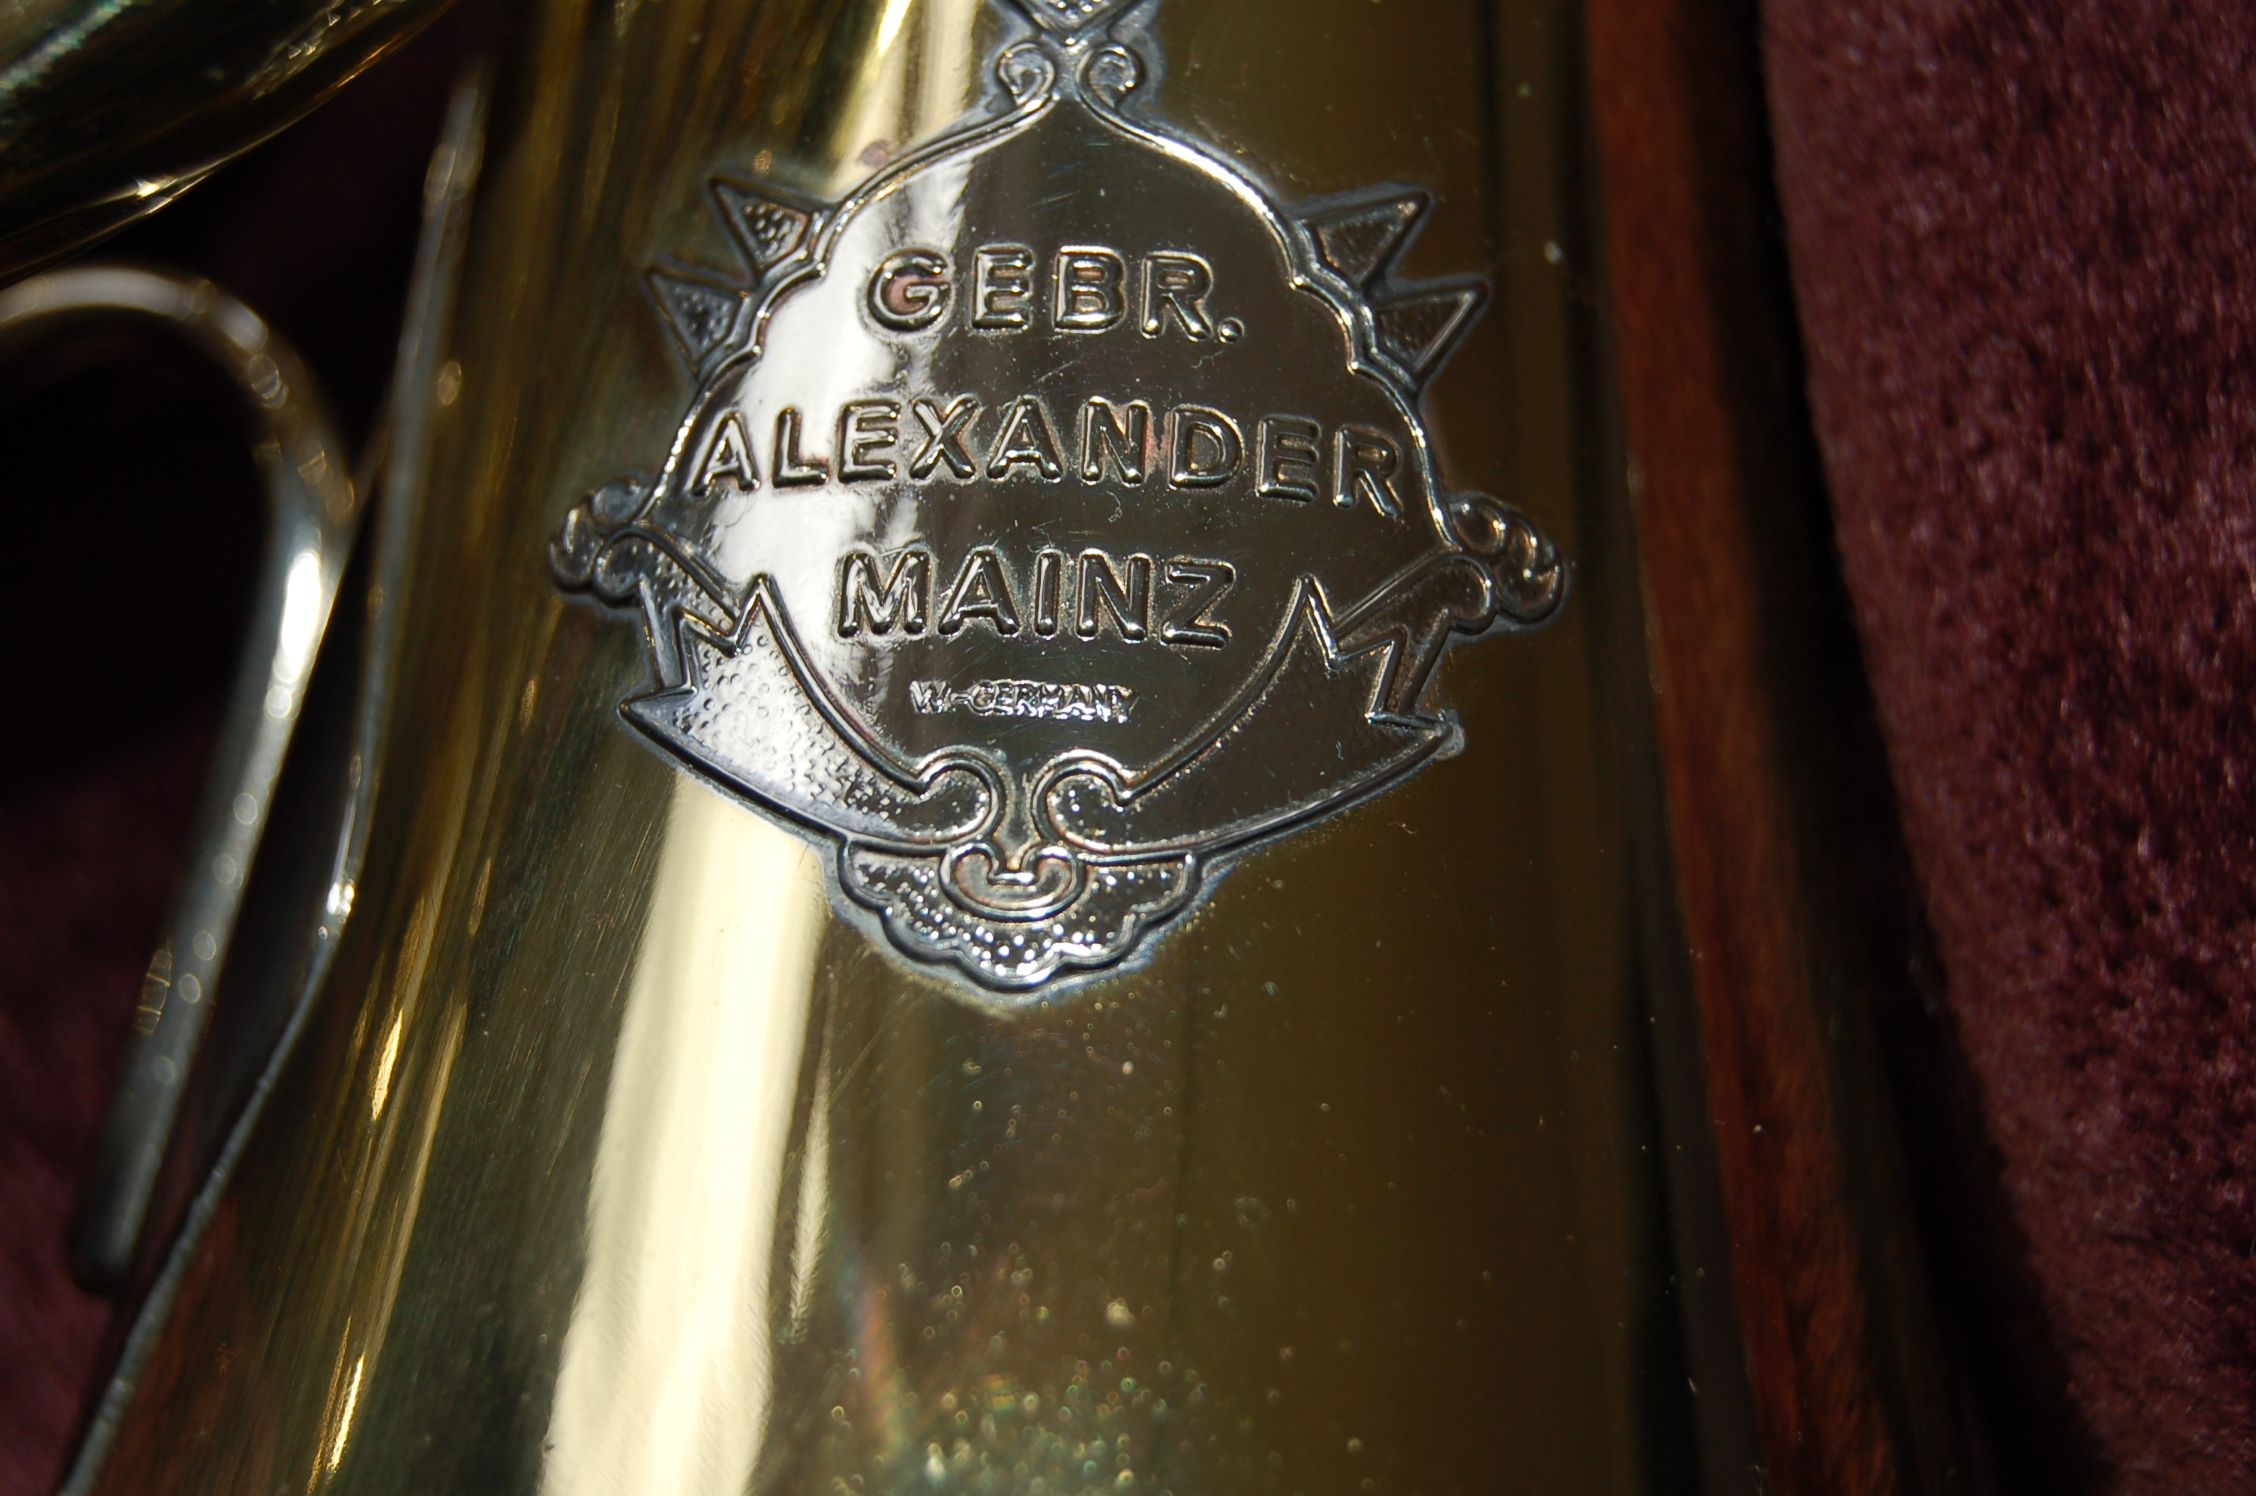 GEBR.
ALEXANDER
MAINZ
W.-GERMANY